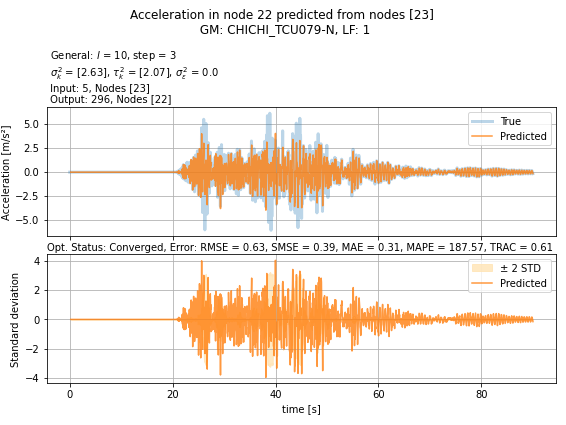 Acceleration in node 22 predicted from nodes [23]
GM: CHICHI_TCU079-N, LF: 1
General: l = 10, step = 3
σ²ₖ = [2.63], τ²ₖ = [2.07], σ²ε = 0.0
Input: 5, Nodes [23]
Output: 296, Nodes [22]
Acceleration [m/s²]
5.0
2.5
0.0
−2.5
−5.0
True
Predicted
Opt. Status: Converged, Error: RMSE = 0.63, SMSE = 0.39, MAE = 0.31, MAPE = 187.57, TRAC = 0.61
Standard deviation
4
2
0
−2
−4
± 2 STD
Predicted
0 20 40 60 80
time [s]